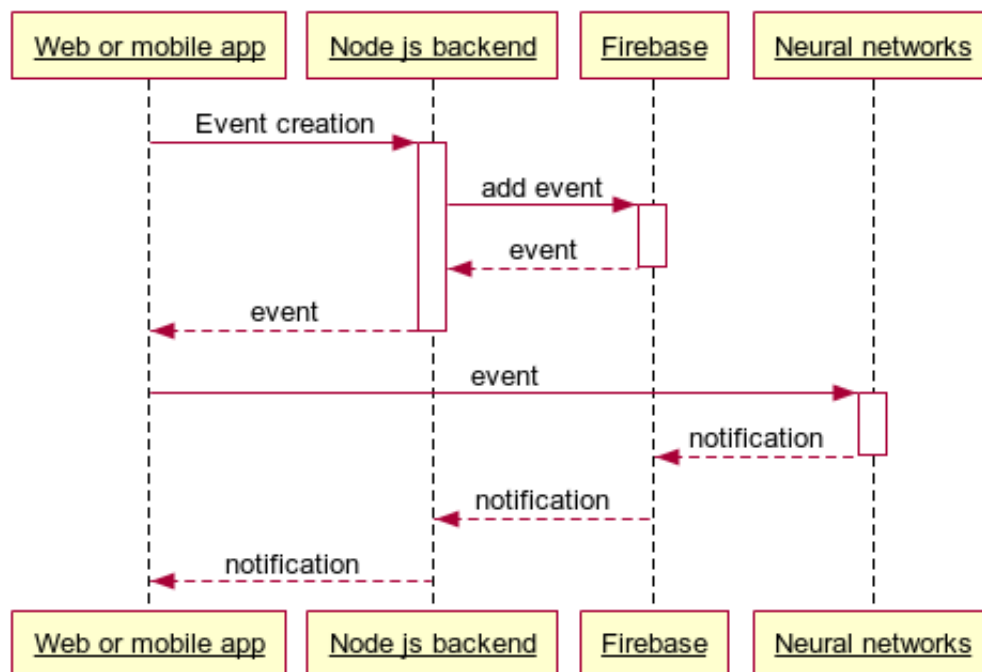 Web or mobile app
Node js backend
Firebase
Neural networks
Event creation
add event
event
event
event
notification
notification
notification
Web or mobile app
Node js backend
Firebase
Neural networks